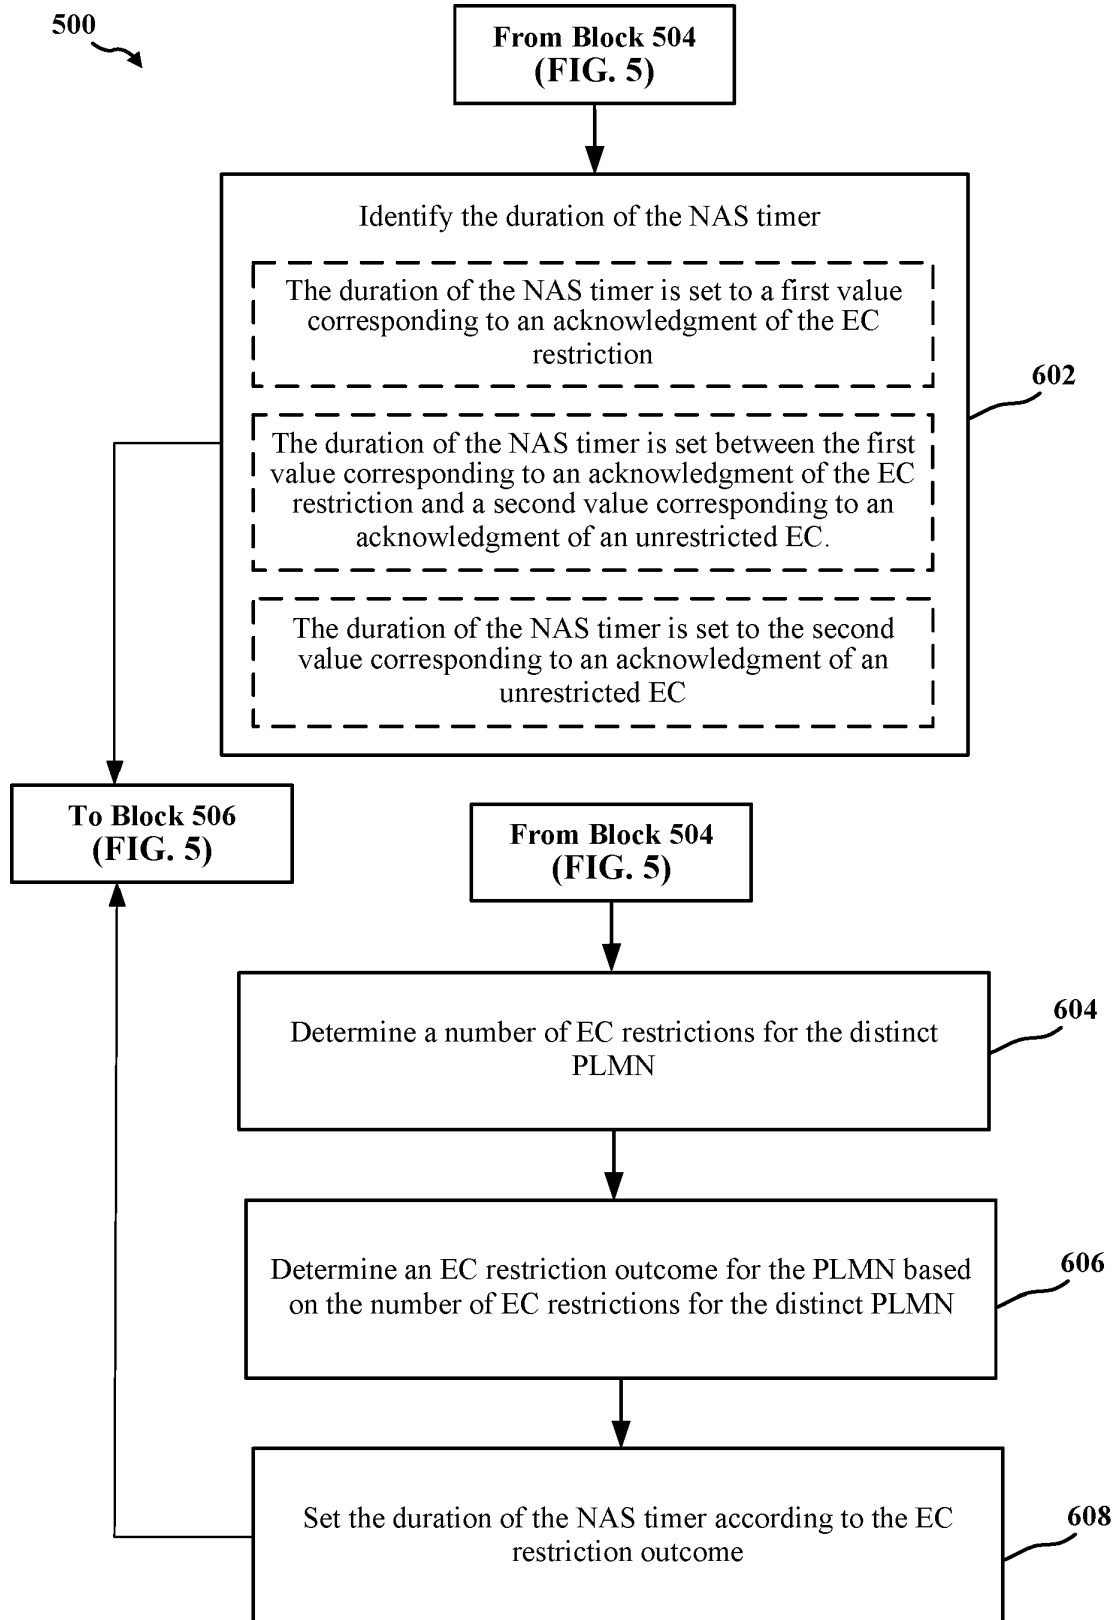 500
From Block 504
(FIG. 5)
Identify the duration of the NAS timer
The duration of the NAS timer is set to a first value
corresponding to an acknowledgment of the EC
restriction
602
The duration of the NAS timer is set between the first
value corresponding to an acknowledgment of the EC
restriction and a second value corresponding to an
acknowledgment of an unrestricted EC.
The duration of the NAS timer is set to the second
value corresponding to an acknowledgment of an
unrestricted EC
To Block 506
(FIG. 5)
From Block 504
(FIG. 5)
Determine a number of EC restrictions for the distinct
PLMN
604
Determine an EC restriction outcome for the PLMN based
on the number of EC restrictions for the distinct PLMN
606
Set the duration of the NAS timer according to the EC
restriction outcome
608